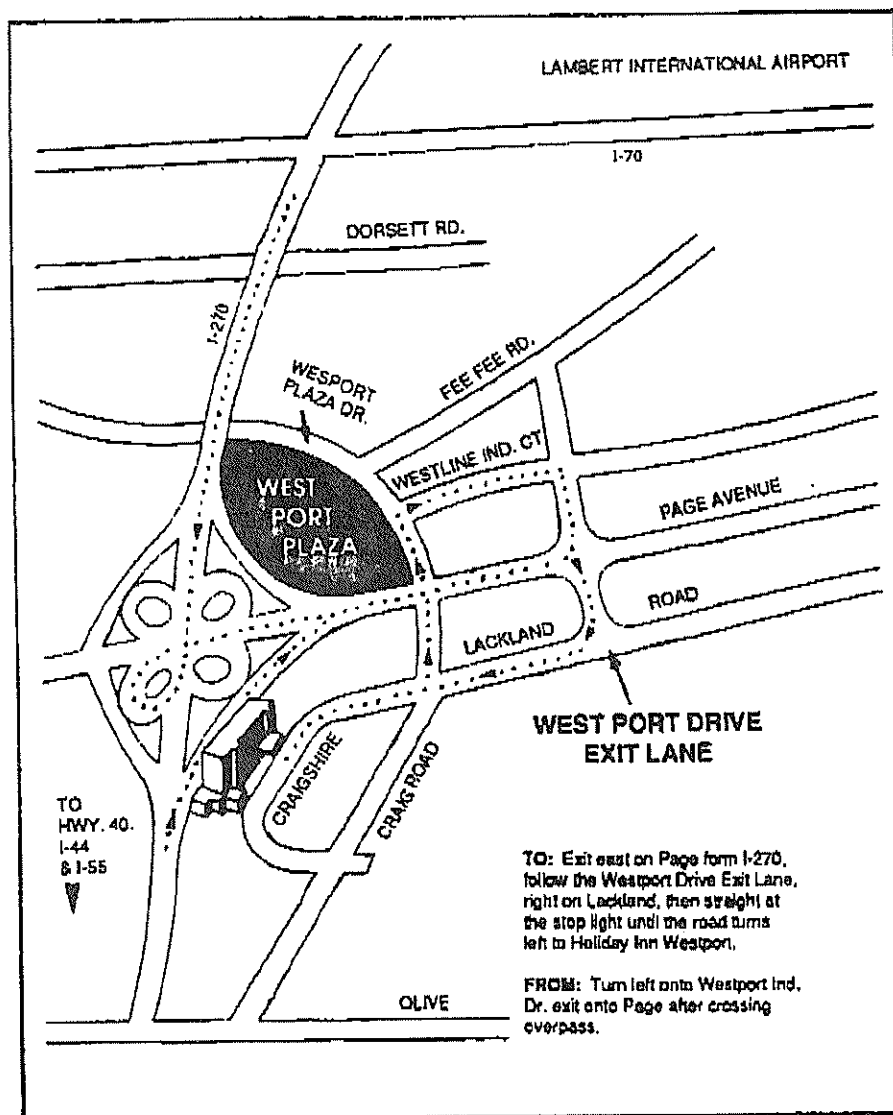 LAMBERT INTERNATIONAL AIRPORT
I-70
DORSETT RD.
I-270
WESPORT
PLAZA DR.
FEE FEE RD.
WESTLINE IND. CT
WEST
PORT
PLAZA
PAGE AVENUE
LACKLAND
ROAD
WEST PORT DRIVE
EXIT LANE
CRAIGSHIRE
CRAIG ROAD
TO
HWY. 40.
I-44
& I-55
TO: Exit east on Page form I-270,
follow the Westport Drive Exit Lane,
right on Lackland, then straight at
the stop light until the road turns
left to Holiday Inn Westport.
FROM: Turn left onto Westport Ind.
Dr. exit onto Page after crossing
overpass.
OLIVE